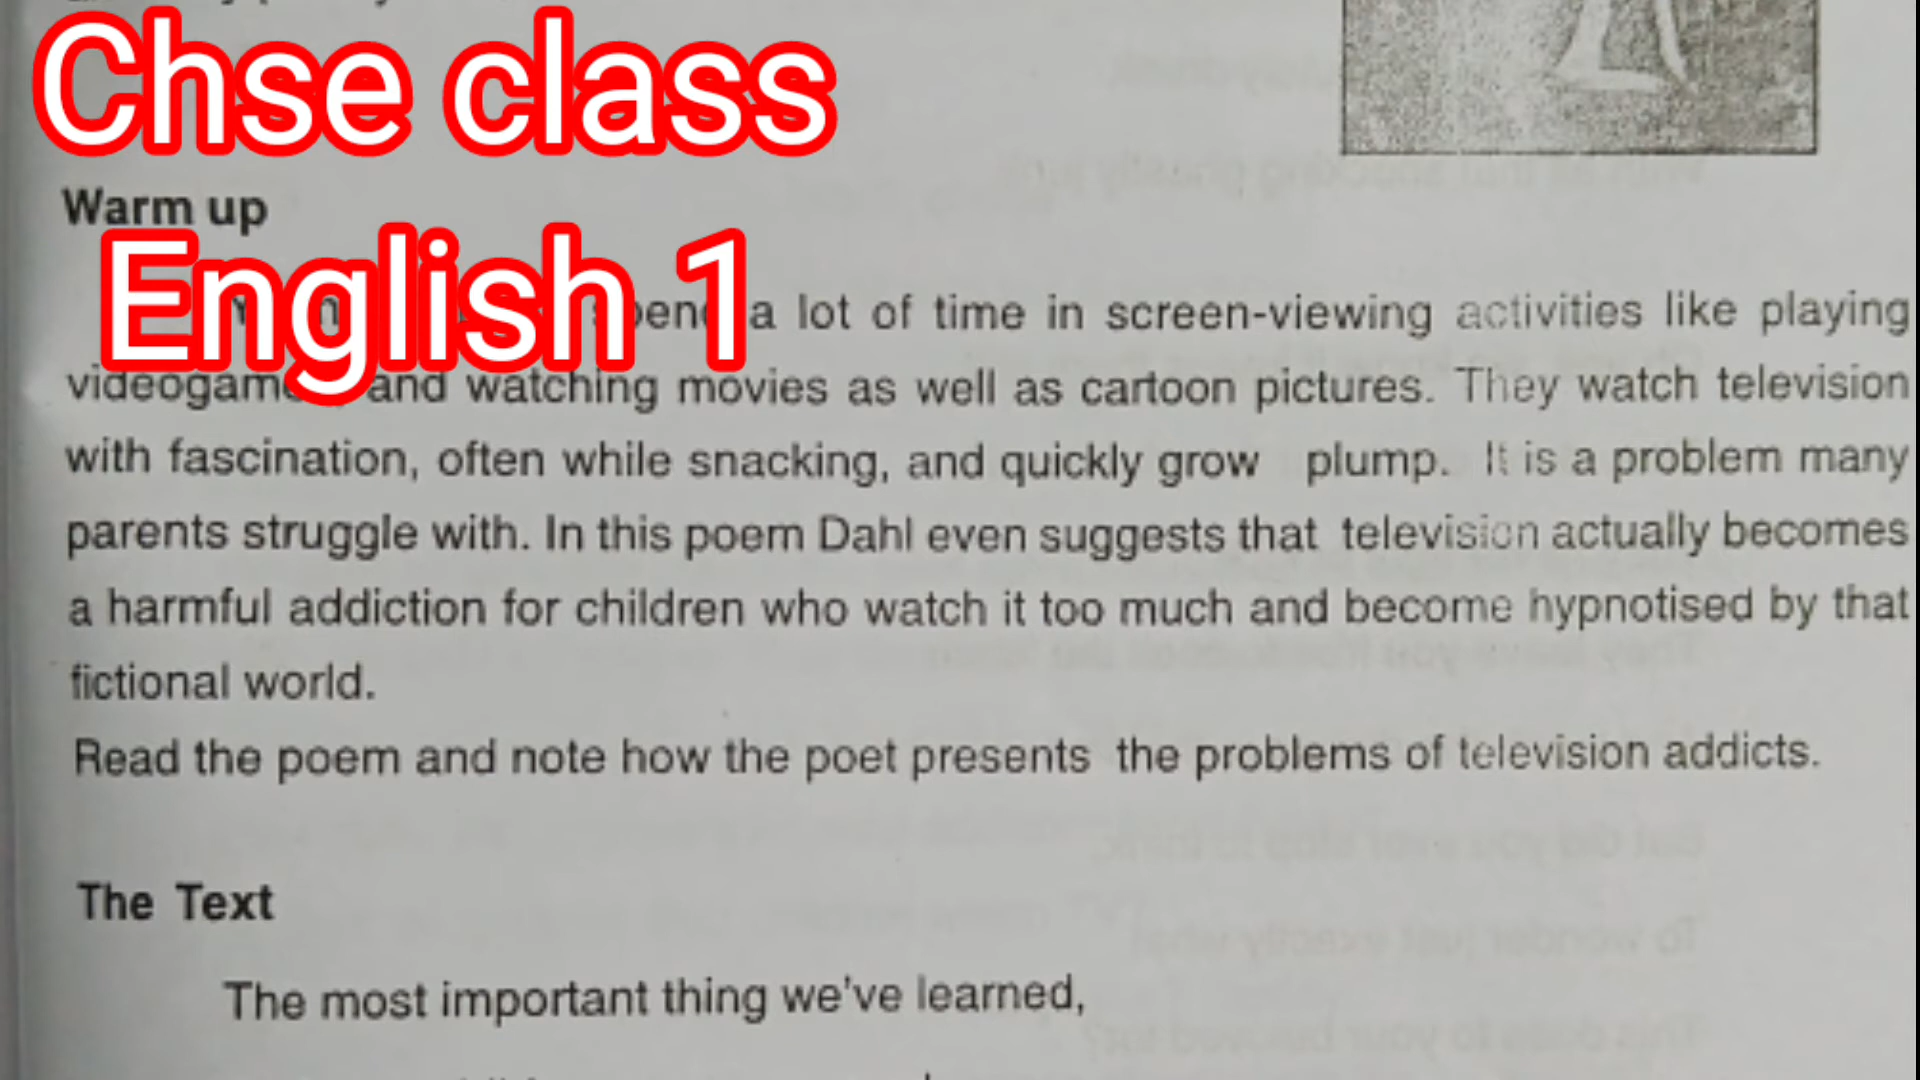 Chse class
Warm up
English 1
a lot of time in screen-viewing activities like playing
and watching movies as well as cartoon pictures. They watch television
with fascination, often while snacking, and quickly grow plump. It is a problem many
parents struggle with. In this poem Dahl even suggests that television actually becomes
a harmful addiction for children who watch it too much and become hypnotised by that
fictional world.
Read the poem and note how the poet presents the problems of television addicts.
The Text
The most important thing we've learned,